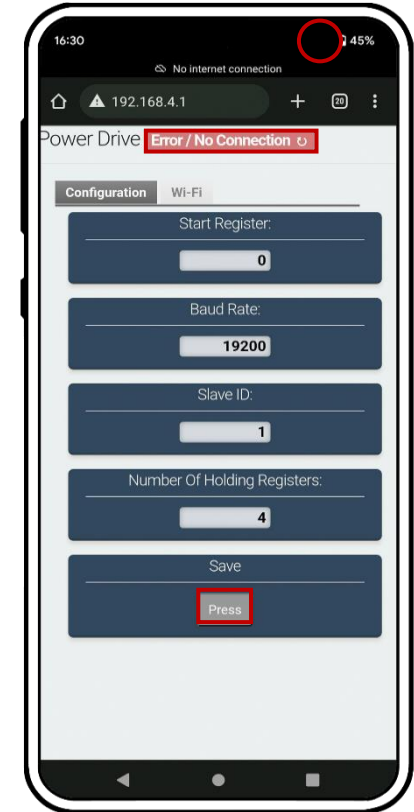 16:30 45%
No internet connection
192.168.4.1 20
Power Drive Error / No Connection ↻
Configuration Wi-Fi
Start Register:
0
Baud Rate:
19200
Slave ID:
1
Number Of Holding Registers:
4
Save
Press